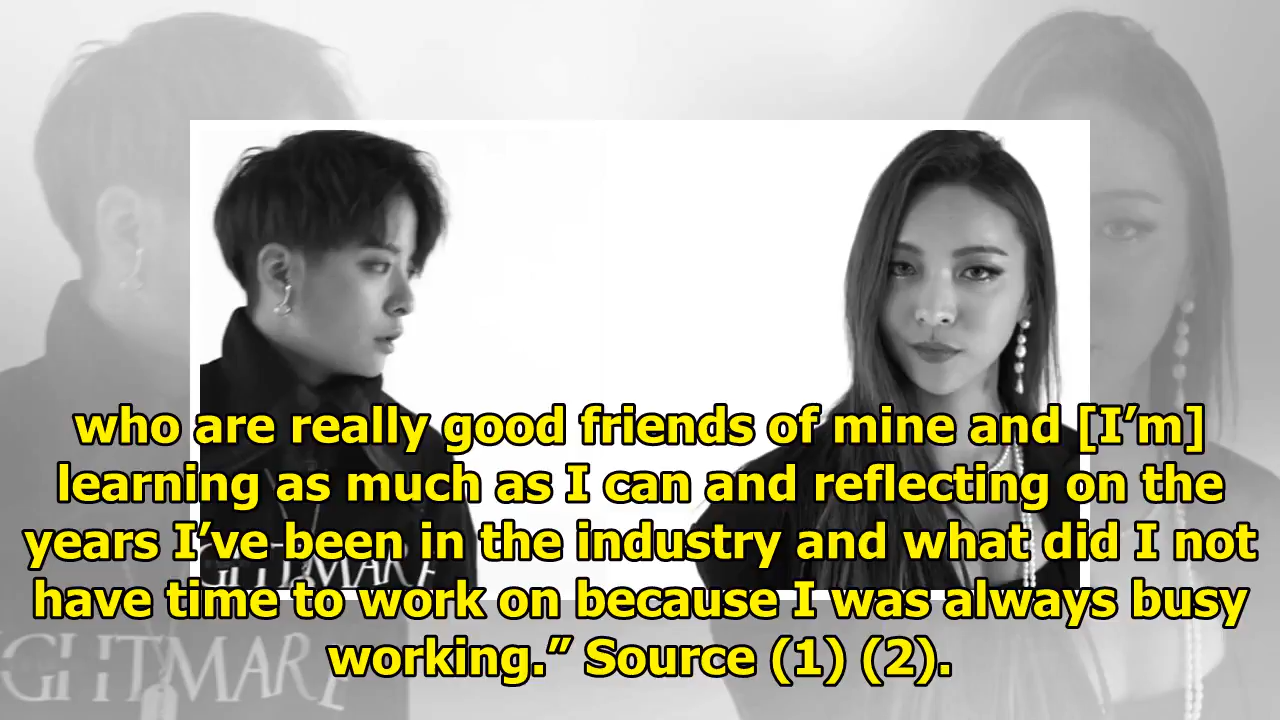 who are really good friends of mine and [I’m]
learning as much as I can and reflecting on the
years I’ve been in the industry and what did I not
have time to work on because I was always busy
working.” Source (1) (2).